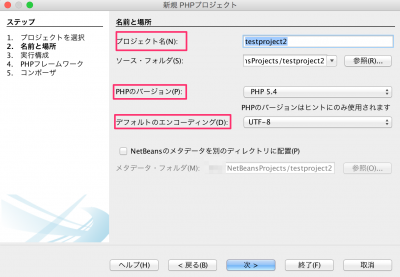 新規 PHPプロジェクト
ステップ
1. プロジェクトを選択
2. 名前と場所
3. 実行構成
4. PHPフレームワーク
5. コンポーザ
名前と場所
プロジェクト名(N): testproject2
ソース・フォルダ(S): nsProjects/testproject2 参照(R)...
PHPのバージョン(P): PHP 5.4
PHPのバージョンはヒントにのみ使用されます
デフォルトのエンコーディング(D): UTF-8
NetBeansのメタデータを別のディレクトリに配置(P)
メタデータ・フォルダ(M): NetBeansProjects/testproject2 参照(O)...
ヘルプ(H) < 戻る(B) 次 > 終了(F) 取消